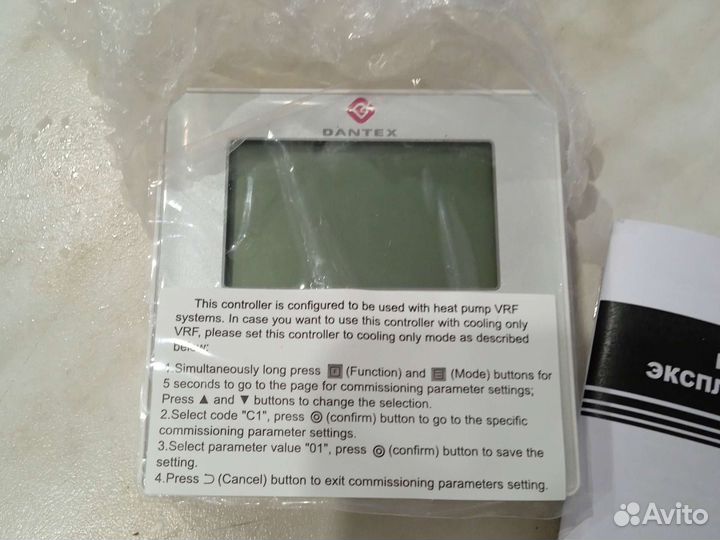 DANTEX
This controller is configured to be used with heat pump VRF
systems. In case you want to use this controller with cooling only
VRF, please set this controller to cooling only mode as described
below:
1.Simultaneously long press (Function) and (Mode) buttons for
5 seconds to go to the page for commissioning parameter settings;
Press ▲ and ▼ buttons to change the selection.
2.Select code "C1", press ◎ (confirm) button to go to the specific
commissioning parameter settings.
3.Select parameter value "01", press ◎ (confirm) button to save the
setting.
4.Press ⊃ (Cancel) button to exit commissioning parameters setting.
Avito